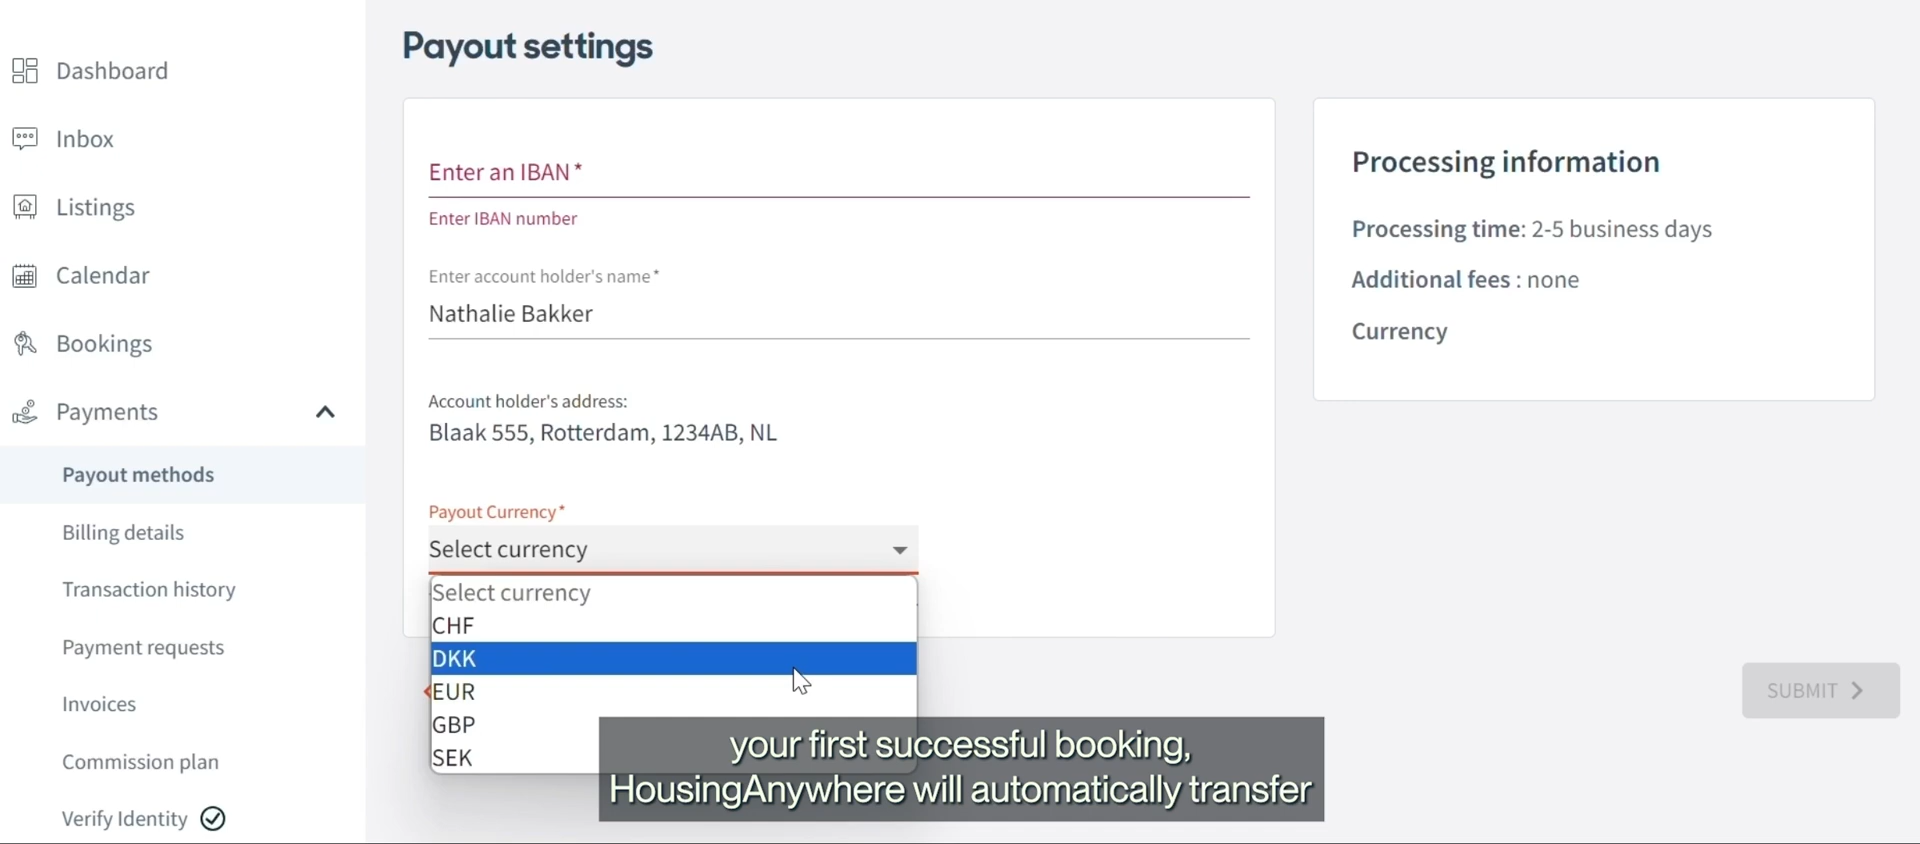 Dashboard
Inbox
Listings
Calendar
Bookings
Payments
Payout methods
Billing details
Transaction history
Payment requests
Invoices
Commission plan
Verify Identity
Payout settings
Enter an IBAN*
Enter IBAN number
Enter account holder's name*
Nathalie Bakker
Account holder's address:
Blaak 555, Rotterdam, 1234AB, NL
Payout Currency*
Select currency
Select currency
CHF
DKK
EUR
GBP
SEK
Processing information
Processing time: 2-5 business days
Additional fees : none
Currency
SUBMIT
your first successful booking,
HousingAnywhere will automatically transfer